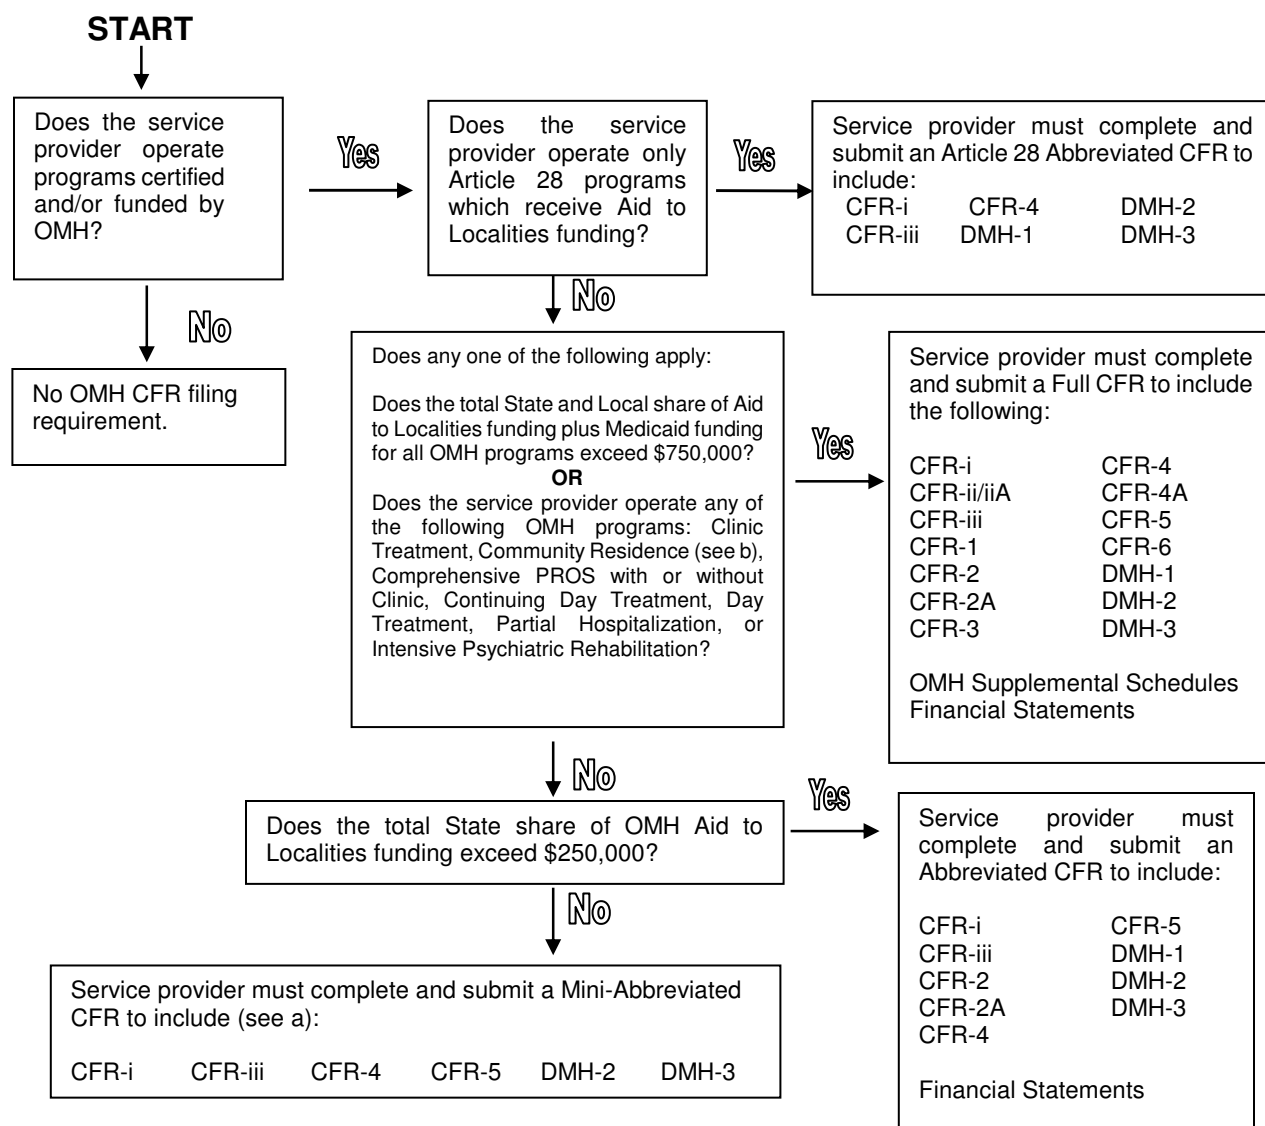 START
Does the service
provider operate
programs certified
and/or funded by
OMH?
Yes
Does the service
provider operate only
Article 28 programs
which receive Aid to
Localities funding?
Yes
Service provider must complete and
submit an Article 28 Abbreviated CFR to
include:
CFR-i CFR-4 DMH-2
CFR-iii DMH-1 DMH-3
No
No OMH CFR filing
requirement.
No
Does any one of the following apply:
Does the total State and Local share of Aid
to Localities funding plus Medicaid funding
for all OMH programs exceed $750,000?
OR
Does the service provider operate any of
the following OMH programs: Clinic
Treatment, Community Residence (see b),
Comprehensive PROS with or without
Clinic, Continuing Day Treatment, Day
Treatment, Partial Hospitalization, or
Intensive Psychiatric Rehabilitation?
Yes
Service provider must complete
and submit a Full CFR to include
the following:
CFR-i CFR-4
CFR-ii/iiA CFR-4A
CFR-iii CFR-5
CFR-1 CFR-6
CFR-2 DMH-1
CFR-2A DMH-2
CFR-3 DMH-3
OMH Supplemental Schedules
Financial Statements
No
Does the total State share of OMH Aid to
Localities funding exceed $250,000?
Yes
Service provider must
complete and submit an
Abbreviated CFR to include:
CFR-i CFR-5
CFR-iii DMH-1
CFR-2 DMH-2
CFR-2A DMH-3
CFR-4
Financial Statements
No
Service provider must complete and submit a Mini-Abbreviated
CFR to include (see a):
CFR-i CFR-iii CFR-4 CFR-5 DMH-2 DMH-3